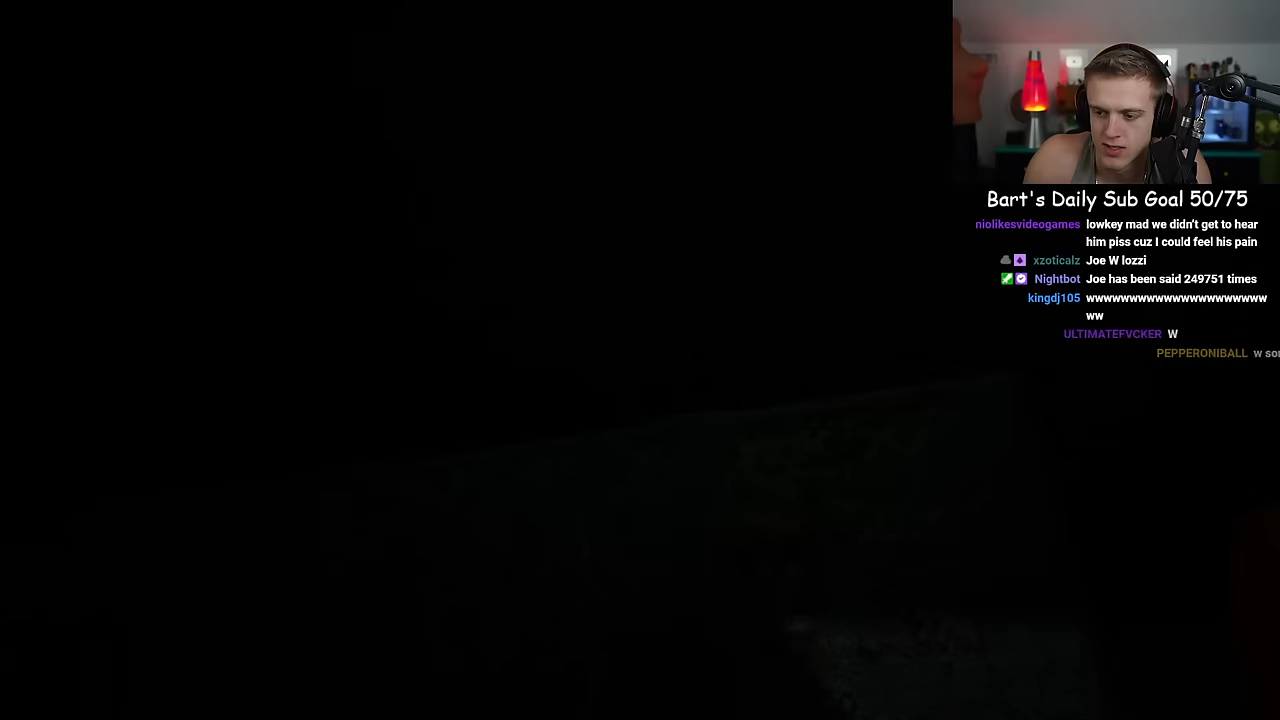 Bart's Daily Sub Goal 50/75
niolikesvideogames lowkey mad we didn't get to hear
him piss cuz I could feel his pain
xzoticalz Joe W lozzi
Nightbot Joe has been said 249751 times
kingdj105 wwwwwwwwwwwwwwwwwwwww
ww
ULTIMATEFVCKER W
PEPPERONIBALL w